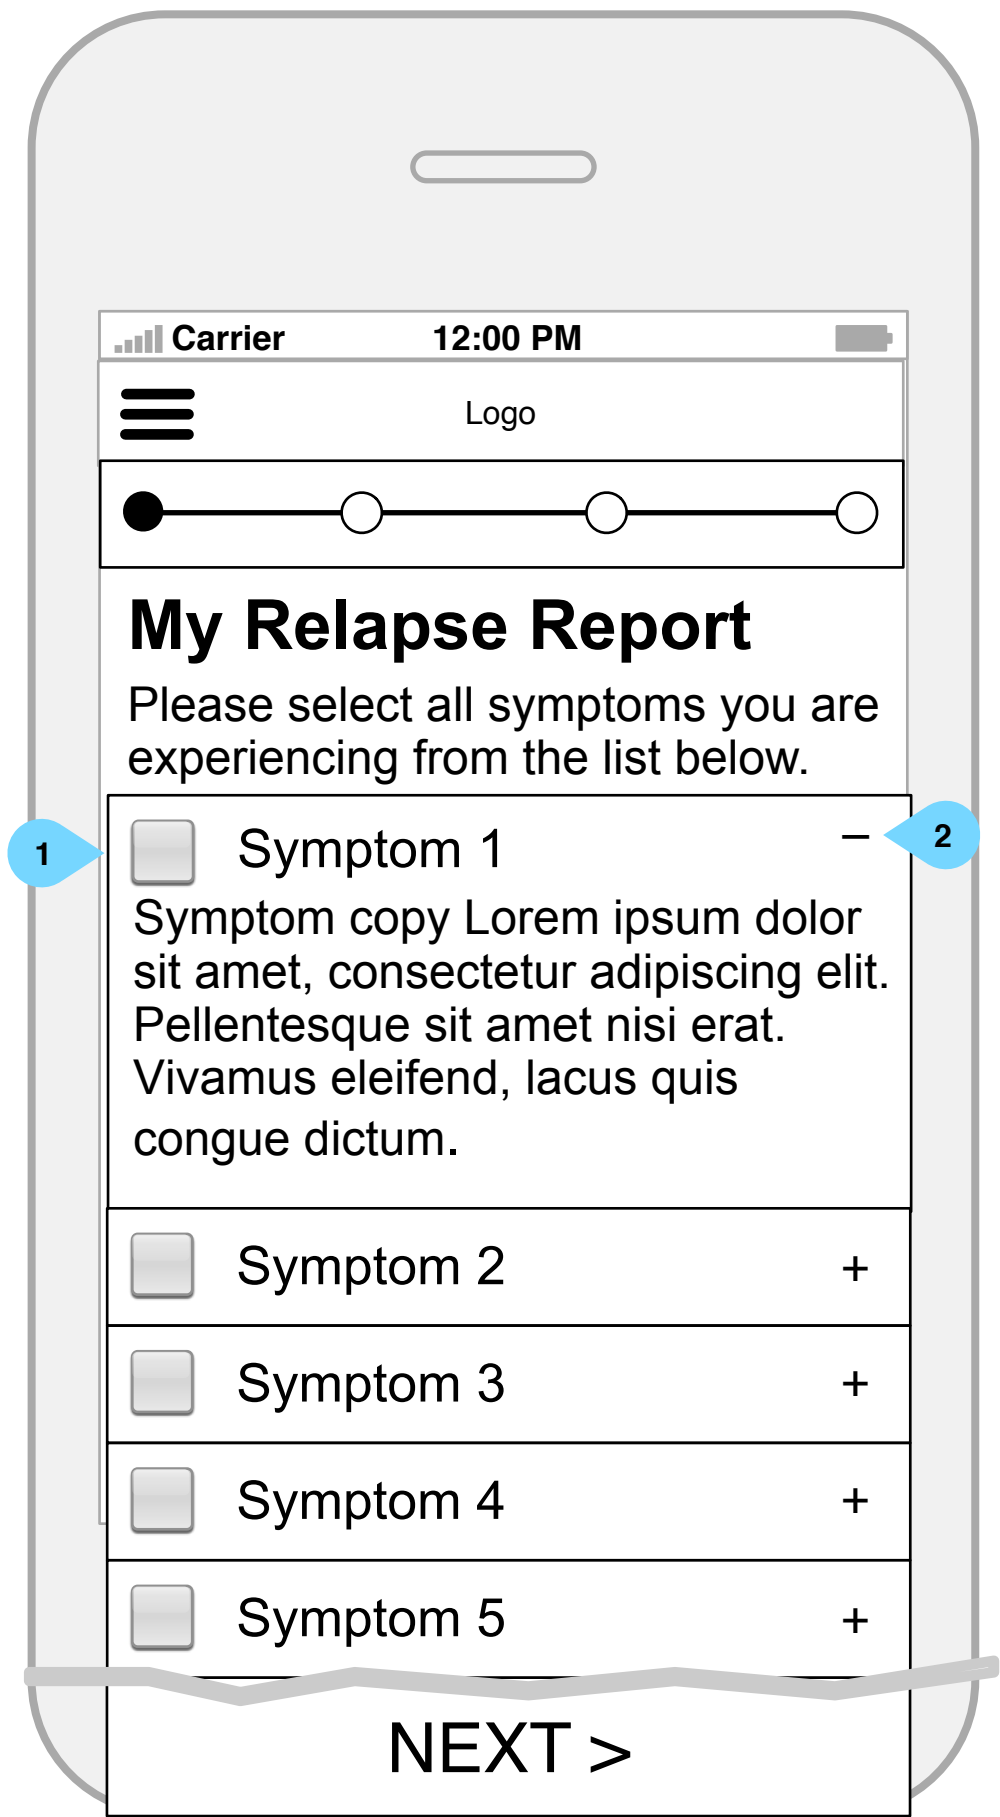 Carrier 12:00 PM
Logo
My Relapse Report
Please select all symptoms you are
experiencing from the list below.
1 Symptom 1 – 2
Symptom copy Lorem ipsum dolor
sit amet, consectetur adipiscing elit.
Pellentesque sit amet nisi erat.
Vivamus eleifend, lacus quis
congue dictum.
Symptom 2 +
Symptom 3 +
Symptom 4 +
Symptom 5 +
NEXT >